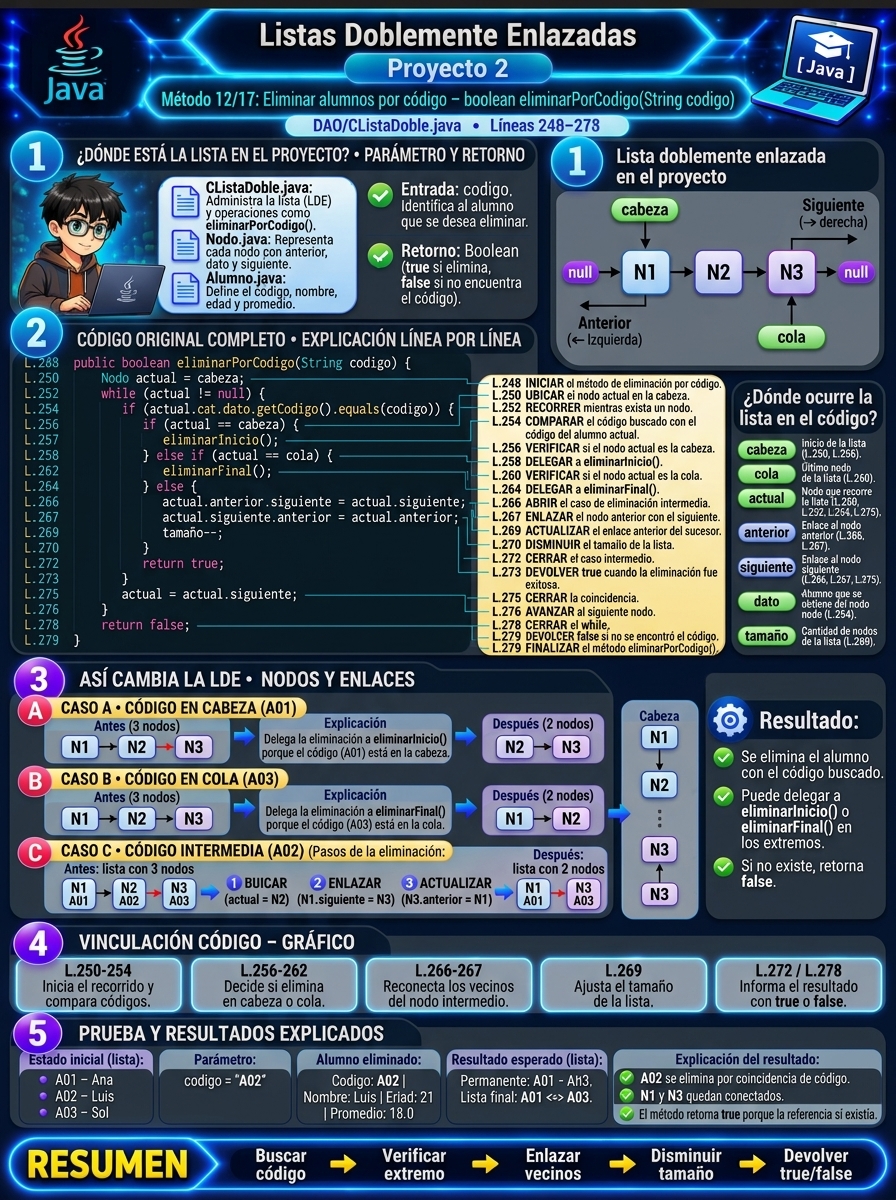 Java
Listas Doblemente Enlazadas
Proyecto 2
Método 12/17: Eliminar alumnos por código – boolean eliminarPorCodigo(String codigo)
DAO/CListaDoble.java • Líneas 248–278
[ Java ]
1
¿DÓNDE ESTÁ LA LISTA EN EL PROYECTO? • PARÁMETRO Y RETORNO
CListaDoble.java:
Administra la lista (LDE)
y operaciones como
eliminarPorCodigo().
Nodo.java: Representa
cada nodo con anterior,
dato y siguiente.
Alumno.java:
Define el código, nombre,
edad y promedio.
Entrada: codigo,
Identifica al alumno
que se desea eliminar.
Retorno: Boolean
(true si elimina,
false si no encuentra
el código).
1
Lista doblemente enlazada
en el proyecto
cabeza
Siguiente
(→ derecha)
null N1 N2 N3 null
Anterior
(← Izquierda)
cola
2
CÓDIGO ORIGINAL COMPLETO • EXPLICACIÓN LÍNEA POR LÍNEA
L.288 public boolean eliminarPorCodigo(String codigo) {
L.250 Nodo actual = cabeza;
L.252 while (actual != null) {
L.254 if (actual.cat.dato.getCodigo().equals(codigo)) {
L.256 if (actual == cabeza) {
L.257 eliminarInicio();
L.258 } else if (actual == cola) {
L.262 eliminarFinal();
L.264 } else {
L.266 actual.anterior.siguiente = actual.siguiente;
L.267 actual.siguiente.anterior = actual.anterior;
L.269 tamaño--;
L.270 }
L.272 return true;
L.273 }
L.275 actual = actual.siguiente;
L.276 }
L.278 return false;
L.279 }
L.248 INICIAR el método de eliminación por código.
L.250 UBICAR el nodo actual en la cabeza.
L.252 RECORRER mientras exista un nodo.
L.254 COMPARAR el código buscado con el
código del alumno actual.
L.256 VERIFICAR si el nodo actual es la cabeza.
L.258 DELEGAR a eliminarInicio().
L.260 VERIFICAR si el nodo actual es la cola.
L.264 DELEGAR a eliminarFinal().
L.266 ABRIR el caso de eliminación intermedia.
L.267 ENLAZAR el nodo anterior con el siguiente.
L.269 ACTUALIZAR el enlace anterior del sucesor.
L.270 DISMINUIR el tamaño de la lista.
L.272 CERRAR el caso intermedio.
L.273 DEVOLVER true cuando la eliminación fue
exitosa.
L.275 CERRAR la coincidencia.
L.276 AVANZAR al siguiente nodo.
L.278 CERRAR el while,
L.279 DEVOLCER false si no se encontró el código.
L.279 FINALIZAR el método eliminarPorCodigo(),
¿Dónde ocurre la
lista en el código?
cabeza Inicio de la lista
(L.250, L.256).
cola Último nodo
de la liata (L.260).
actual Node que recorre
anterior Enlace al nodo
anterlor (L.366,
L.267).
siguiente Enlace al nodo
siguiente
(L.266, L.267, L.275).
dato
(L.254).
tamaño Cantidad de nodos
de la lista (L.269).
3
ASÍ CAMBIA LA LDE • NODOS Y ENLACES
A CASO A • CÓDIGO EN CABEZA (A01)
Antes (3 nodos)
N1 N2 N3
Explicación
Delega la eliminación a eliminarInicio()
porque el código (A01) está en la cabeza.
Después (2 nodos)
N2 N3
B CASO B • CÓDIGO EN COLA (A03)
Antes (3 nodos)
N1 N2 N3
Explicación
Delega la eliminación a eliminarFinal()
porque el código (A03) está en la cola.
Después (2 nodos)
N1 N2
C CASO C • CÓDIGO INTERMEDIA (A02) (Pasos de la eliminación:
Antes: lista con 3 nodos
N1 A01 N2 A02 N3 A03
1 BUICAR
(actual = N2)
2 ENLAZAR
(N1.siguiente = N3)
3 ACTUALIZAR
(N3.anterior = N1)
Después:
lista con 2 nodos
N1 A01 N3 A03
Cabeza
N1
N2
⋮
N3
N3
Resultado:
Se elimina el alumno
con el código buscado.
Puede delegar a
eliminarInicio() o
eliminarFinal() en
los extremos.
Si no existe, retorna
false.
4
VINCULACIÓN CÓDIGO – GRÁFICO
L.250-254
Inicia el recorrido y
compara códigos.
L.256-262
Decide si elimina
en cabeza o cola.
L.266-267
Reconecta los vecinos
del nodo intermedio.
L.269
Ajusta el tamaño
de la lista.
L.272 / L.278
Informa el resultado
con true o false.
5
PRUEBA Y RESULTADOS EXPLICADOS
Estado inicial (lista):
A01 – Ana
A02 – Luis
A03 – Sol
Parámetro:
codigo = "A02"
Alumno eliminado:
Codigo: A02 |
Nombre: Luis | Erlad: 21
| Promedio: 18.0
Resultado esperado (lista):
Permanente: A01 - AH3,
Lista final: A01 <=> A03.
Explicación del resultado:
A02 se elimina por coincidencia de código.
N1 y N3 quedan conectados.
El método retorna true porque la referencia sí existía.
RESUMEN
Buscar
código
Verificar
extremo
Enlazar
vecinos
Disminuir
tamaño
Devolver
true/false